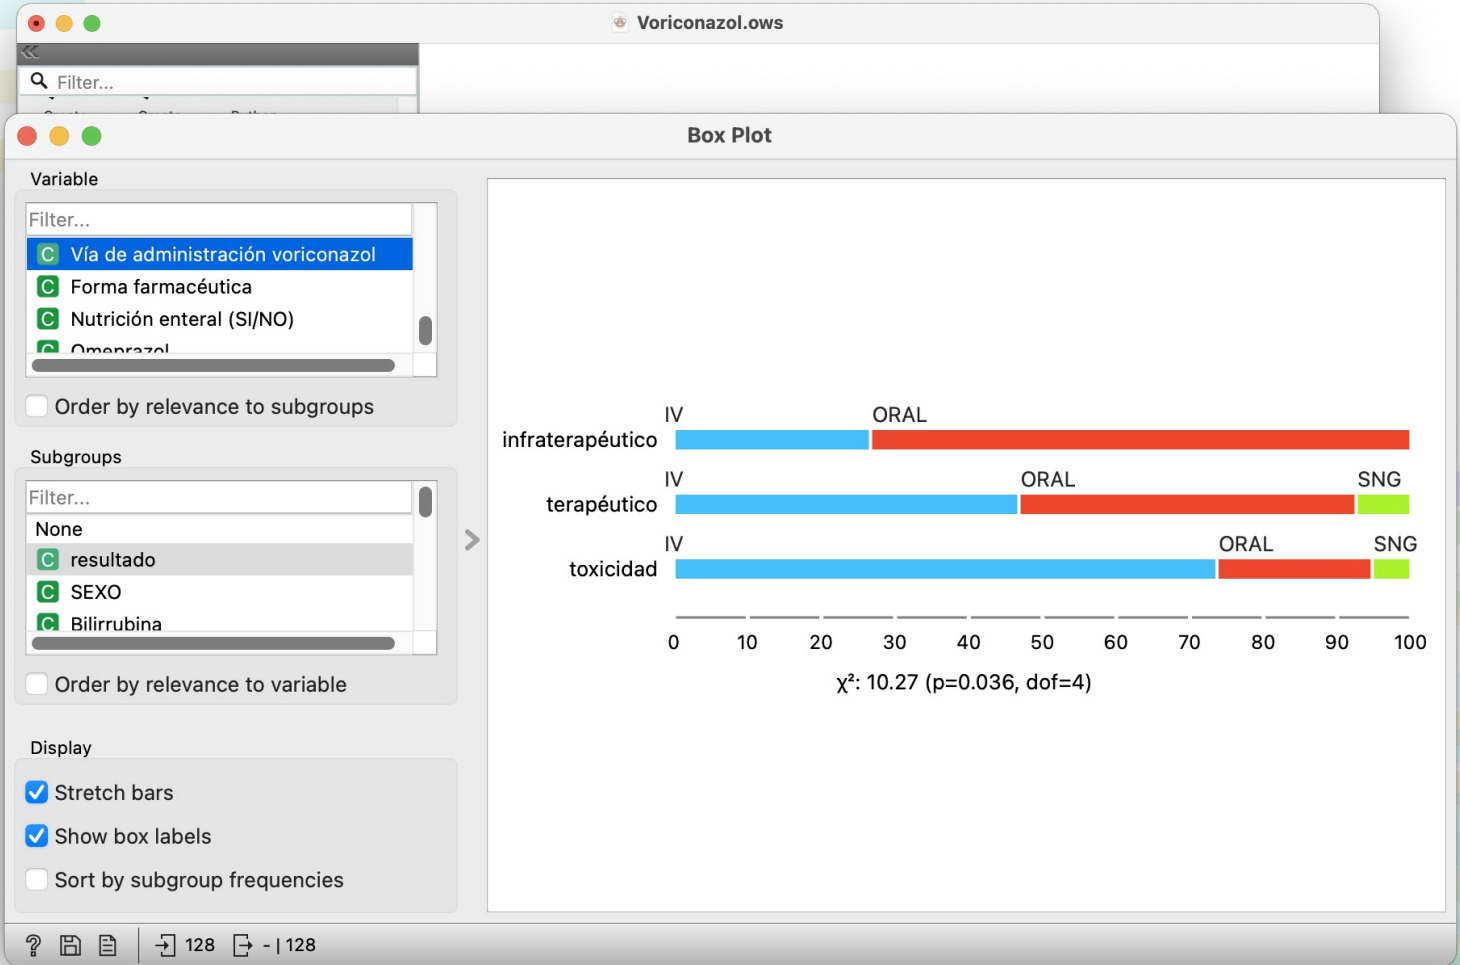 Voriconazol.ows
Filter...
Box Plot
Variable
Filter...
C Vía de administración voriconazol
C Forma farmacéutica
C Nutrición enteral (SI/NO)
C Omeprazol
Order by relevance to subgroups
Subgroups
Filter...
None
C resultado
C SEXO
C Bilirrubina
Order by relevance to variable
Display
Stretch bars
Show box labels
Sort by subgroup frequencies
IV ORAL
infraterapéutico
IV ORAL SNG
terapéutico
IV ORAL SNG
toxicidad
0 10 20 30 40 50 60 70 80 90 100
χ²: 10.27 (p=0.036, dof=4)
? 128 - | 128